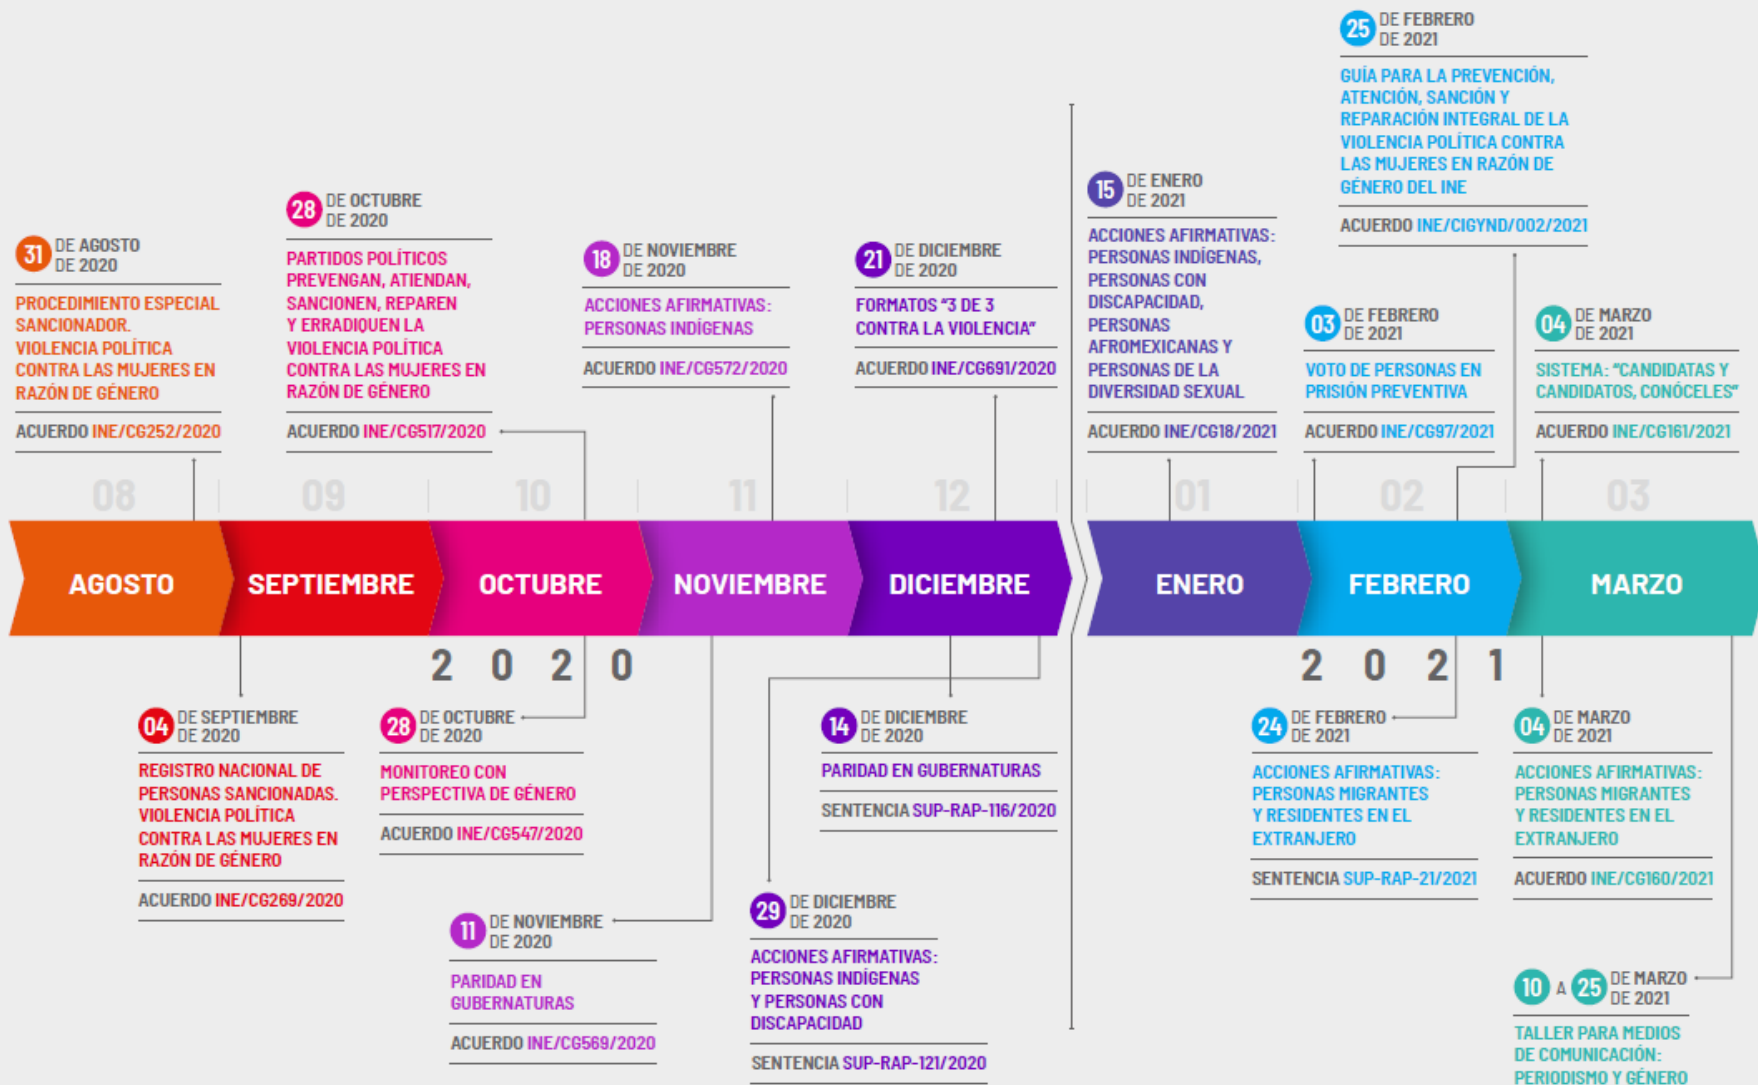 25 DE FEBRERO
DE 2021
GUÍA PARA LA PREVENCIÓN,
ATENCIÓN, SANCIÓN Y
REPARACIÓN INTEGRAL DE LA
VIOLENCIA POLÍTICA CONTRA
LAS MUJERES EN RAZÓN DE
GÉNERO DEL INE
ACUERDO INE/CIGYND/002/2021
31 DE AGOSTO
DE 2020
PROCEDIMIENTO ESPECIAL
SANCIONADOR.
VIOLENCIA POLÍTICA
CONTRA LAS MUJERES EN
RAZÓN DE GÉNERO
ACUERDO INE/CG252/2020
28 DE OCTUBRE
DE 2020
PARTIDOS POLÍTICOS
PREVENGAN, ATIENDAN,
SANCIONEN, REPAREN
Y ERRADIQUEN LA
VIOLENCIA POLÍTICA
CONTRA LAS MUJERES EN
RAZÓN DE GÉNERO
ACUERDO INE/CG517/2020
18 DE NOVIEMBRE
DE 2020
ACCIONES AFIRMATIVAS:
PERSONAS INDÍGENAS
ACUERDO INE/CG572/2020
21 DE DICIEMBRE
DE 2020
FORMATOS “3 DE 3
CONTRA LA VIOLENCIA”
ACUERDO INE/CG691/2020
15 DE ENERO
DE 2021
ACCIONES AFIRMATIVAS:
PERSONAS INDÍGENAS,
PERSONAS CON
DISCAPACIDAD,
PERSONAS
AFROMEXICANAS Y
PERSONAS DE LA
DIVERSIDAD SEXUAL
ACUERDO INE/CG18/2021
03 DE FEBRERO
DE 2021
VOTO DE PERSONAS EN
PRISIÓN PREVENTIVA
ACUERDO INE/CG97/2021
04 DE MARZO
DE 2021
SISTEMA: “CANDIDATAS Y
CANDIDATOS, CONÓCELES”
ACUERDO INE/CG161/2021
08 09 10 11 12 01 02 03
AGOSTO SEPTIEMBRE OCTUBRE NOVIEMBRE DICIEMBRE ENERO FEBRERO MARZO
2020 2021
04 DE SEPTIEMBRE
DE 2020
REGISTRO NACIONAL DE
PERSONAS SANCIONADAS.
VIOLENCIA POLÍTICA
CONTRA LAS MUJERES EN
RAZÓN DE GÉNERO
ACUERDO INE/CG269/2020
28 DE OCTUBRE
DE 2020
MONITOREO CON
PERSPECTIVA DE GÉNERO
ACUERDO INE/CG547/2020
11 DE NOVIEMBRE
DE 2020
PARIDAD EN
GUBERNATURAS
ACUERDO INE/CG569/2020
14 DE DICIEMBRE
DE 2020
PARIDAD EN GUBERNATURAS
SENTENCIA SUP-RAP-116/2020
29 DE DICIEMBRE
DE 2020
ACCIONES AFIRMATIVAS:
PERSONAS INDÍGENAS
Y PERSONAS CON
DISCAPACIDAD
SENTENCIA SUP-RAP-121/2020
24 DE FEBRERO
DE 2021
ACCIONES AFIRMATIVAS:
PERSONAS MIGRANTES
Y RESIDENTES EN EL
EXTRANJERO
SENTENCIA SUP-RAP-21/2021
04 DE MARZO
DE 2021
ACCIONES AFIRMATIVAS:
PERSONAS MIGRANTES
Y RESIDENTES EN EL
EXTRANJERO
ACUERDO INE/CG160/2021
10 A 25 DE MARZO
DE 2021
TALLER PARA MEDIOS
DE COMUNICACIÓN:
PERIODISMO Y GÉNERO